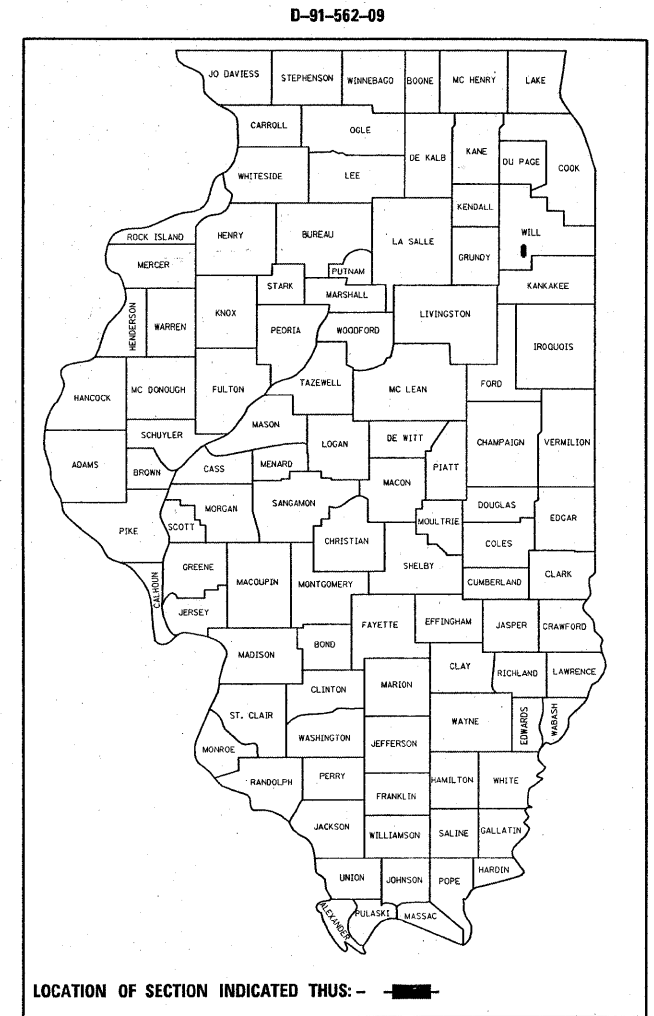 D-91-562-09
JO DAVIESS
STEPHENSON
WINNEBAGO
BOONE
MC HENRY
LAKE
CARROLL
OGLE
DE KALB
KANE
DU PAGE
COOK
WHITESIDE
LEE
KENDALL
ROCK ISLAND
HENRY
BUREAU
LA SALLE
WILL
MERCER
PUTNAM
GRUNDY
STARK
MARSHALL
KANKAKEE
HENDERSON
WARREN
KNOX
PEORIA
WOODFORD
LIVINGSTON
IROQUOIS
HANCOCK
MC DONOUGH
FULTON
TAZEWELL
MC LEAN
FORD
SCHUYLER
MASON
LOGAN
DE WITT
CHAMPAIGN
VERMILION
ADAMS
BROWN
CASS
MENARD
MACON
PIATT
PIKE
SCOTT
MORGAN
SANGAMON
CHRISTIAN
MOULTRIE
DOUGLAS
EDGAR
COLES
CALHOUN
GREENE
MACOUPIN
MONTGOMERY
SHELBY
CUMBERLAND
CLARK
JERSEY
FAYETTE
EFFINGHAM
JASPER
CRAWFORD
MADISON
BOND
CLAY
RICHLAND
LAWRENCE
CLINTON
MARION
ST. CLAIR
WAYNE
EDWARDS
WABASH
MONROE
WASHINGTON
JEFFERSON
RANDOLPH
PERRY
HAMILTON
WHITE
FRANKLIN
JACKSON
WILLIAMSON
SALINE
GALLATIN
UNION
JOHNSON
POPE
HARDIN
ALEXANDER
PULASKI
MASSAC
LOCATION OF SECTION INDICATED THUS: -